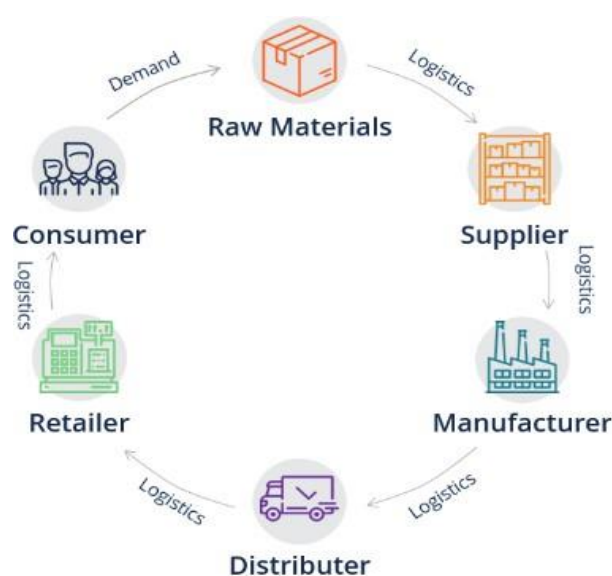 Demand
Logistics
Raw Materials
Consumer
Supplier
Logistics
Logistics
Retailer
Manufacturer
Logistics
Logistics
Distributer